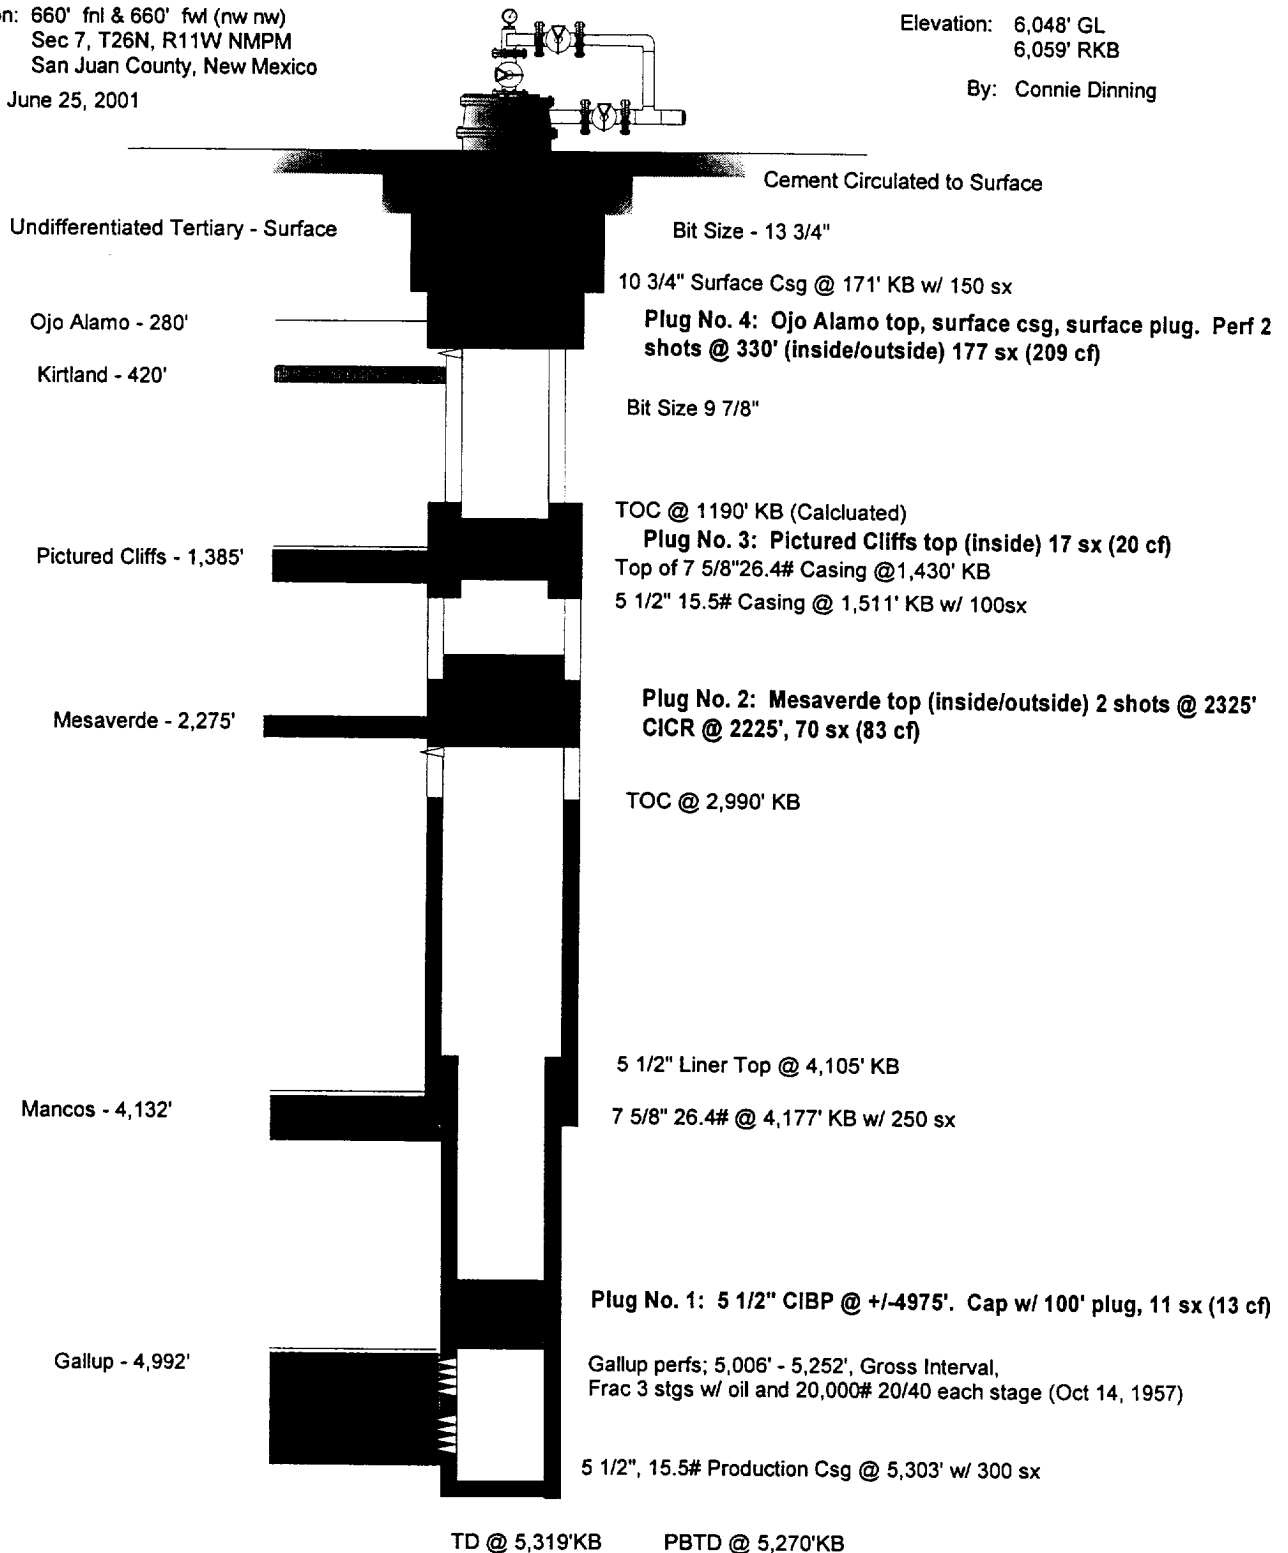 on: 660' fnl & 660' fwl (nw nw)
Sec 7, T26N, R11W NMPM
San Juan County, New Mexico
June 25, 2001
Elevation: 6,048' GL
6,059' RKB
By: Connie Dinning
Cement Circulated to Surface
Undifferentiated Tertiary - Surface
Bit Size - 13 3/4"
10 3/4" Surface Csg @ 171' KB w/ 150 sx
Ojo Alamo - 280'
Plug No. 4: Ojo Alamo top, surface csg, surface plug. Perf 2
shots @ 330' (inside/outside) 177 sx (209 cf)
Kirtland - 420'
Bit Size 9 7/8"
TOC @ 1190' KB (Calcluated)
Plug No. 3: Pictured Cliffs top (inside) 17 sx (20 cf)
Pictured Cliffs - 1,385'
Top of 7 5/8"26.4# Casing @1,430' KB
5 1/2" 15.5# Casing @ 1,511' KB w/ 100sx
Plug No. 2: Mesaverde top (inside/outside) 2 shots @ 2325'
CICR @ 2225', 70 sx (83 cf)
Mesaverde - 2,275'
TOC @ 2,990' KB
5 1/2" Liner Top @ 4,105' KB
Mancos - 4,132'
7 5/8" 26.4# @ 4,177' KB w/ 250 sx
Plug No. 1: 5 1/2" CIBP @ +/-4975'. Cap w/ 100' plug, 11 sx (13 cf)
Gallup - 4,992'
Gallup perfs; 5,006' - 5,252', Gross Interval,
Frac 3 stgs w/ oil and 20,000# 20/40 each stage (Oct 14, 1957)
5 1/2", 15.5# Production Csg @ 5,303' w/ 300 sx
TD @ 5,319'KB PBTD @ 5,270'KB